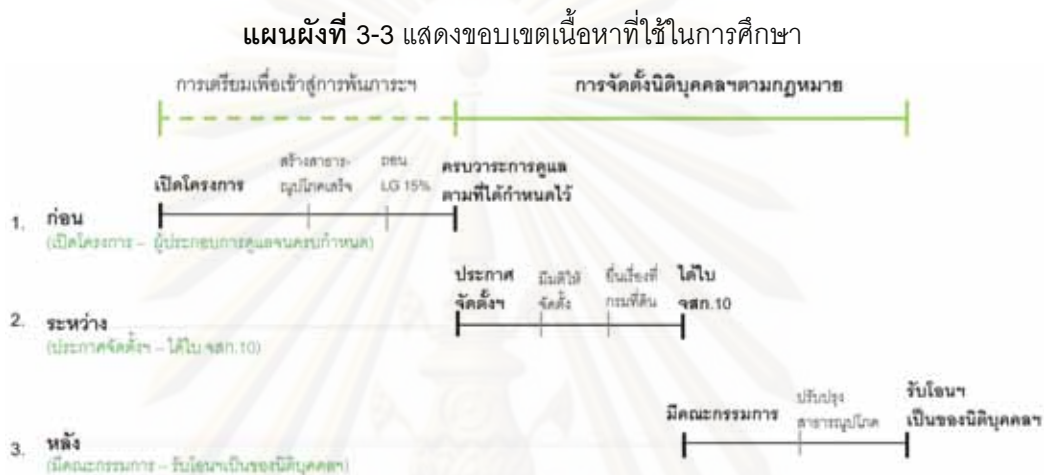 แผนผังที่ 3-3 แสดงขอบเขตเนื้อหาที่ใช้ในการศึกษา
การเตรียมเพื่อเข้าสู่การพ้นภาระฯ
การจัดตั้งนิติบุคคลฯตามกฎหมาย
เปิดโครงการ
สร้างสาธาร-
ณูปโภคเสร็จ
ถอน
LG 15%
ครบวาระการดูแล
ตามที่ได้กำหนดไว้
1. ก่อน
(เปิดโครงการ – ผู้ประกอบการดูแลจนครบกำหนด)
ประกาศ
จัดตั้งฯ
มีมติให้
จัดตั้ง
ยื่นเรื่องที่
กรมที่ดิน
ได้ใบ
จสก.10
2. ระหว่าง
(ประกาศจัดตั้งฯ – ได้ใบ จสก.10)
มีคณะกรรมการ
ปรับปรุง
สาธารณูปโภค
รับโอนฯ
เป็นของนิติบุคคลฯ
3. หลัง
(มีคณะกรรมการ – รับโอนฯเป็นของนิติบุคคลฯ)